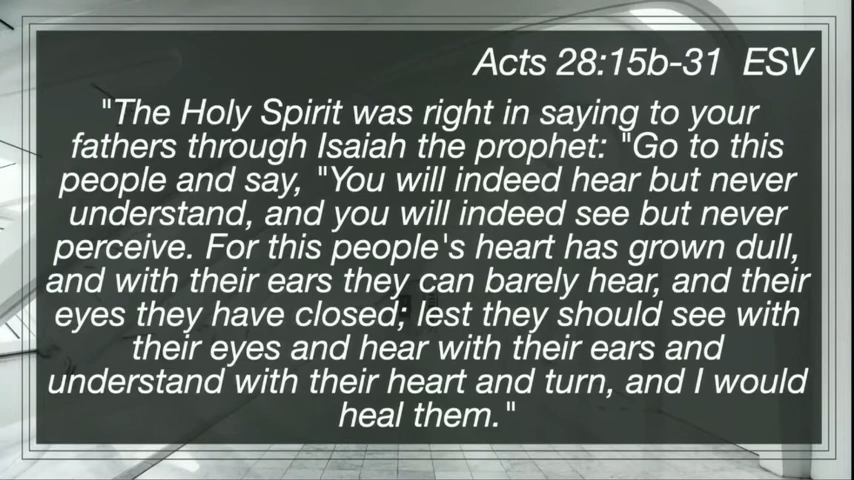 Acts 28:15b-31 ESV
"The Holy Spirit was right in saying to your
fathers through Isaiah the prophet: "Go to this
people and say, "You will indeed hear but never
understand, and you will indeed see but never
perceive. For this people's heart has grown dull,
and with their ears they can barely hear, and their
eyes they have closed; lest they should see with
their eyes and hear with their ears and
understand with their heart and turn, and I would
heal them."